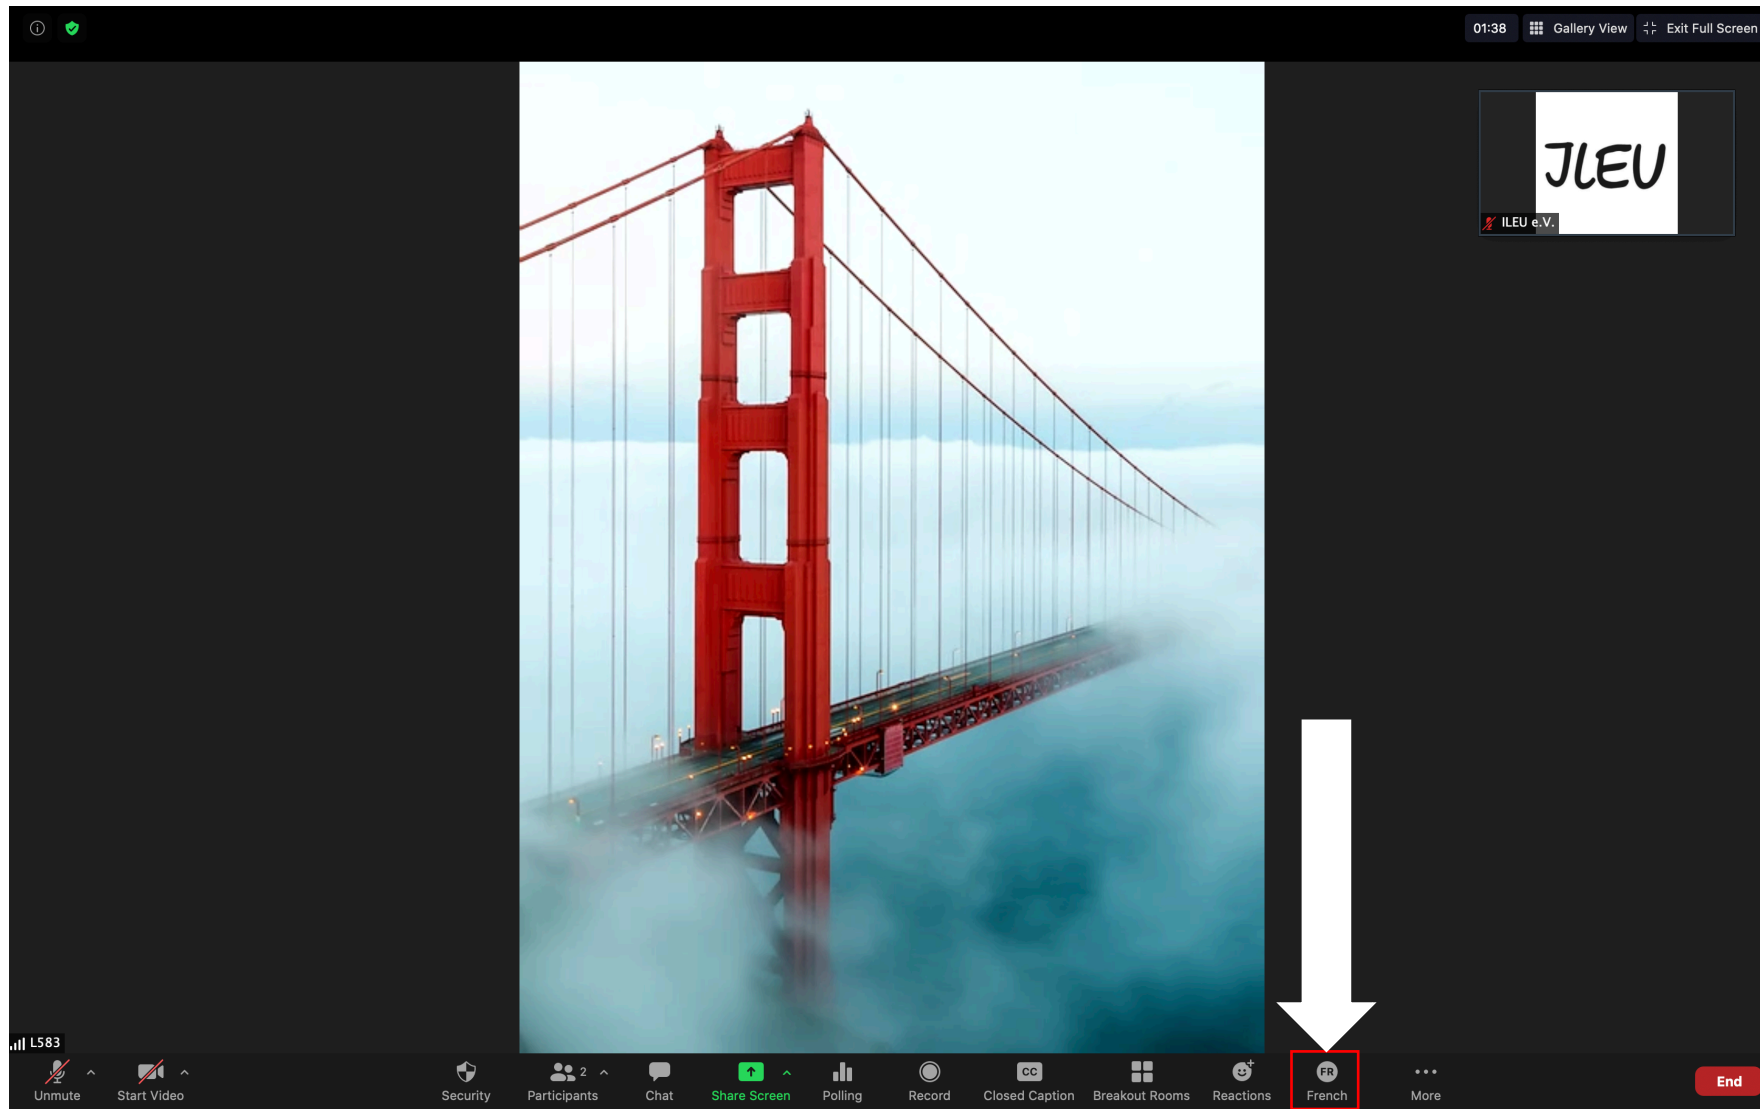 01:38 Gallery View Exit Full Screen
JLEU
ILEU e.V.
L583
2
CC
FR
Unmute Start Video Security Participants Chat Share Screen Polling Record Closed Caption Breakout Rooms Reactions French More End